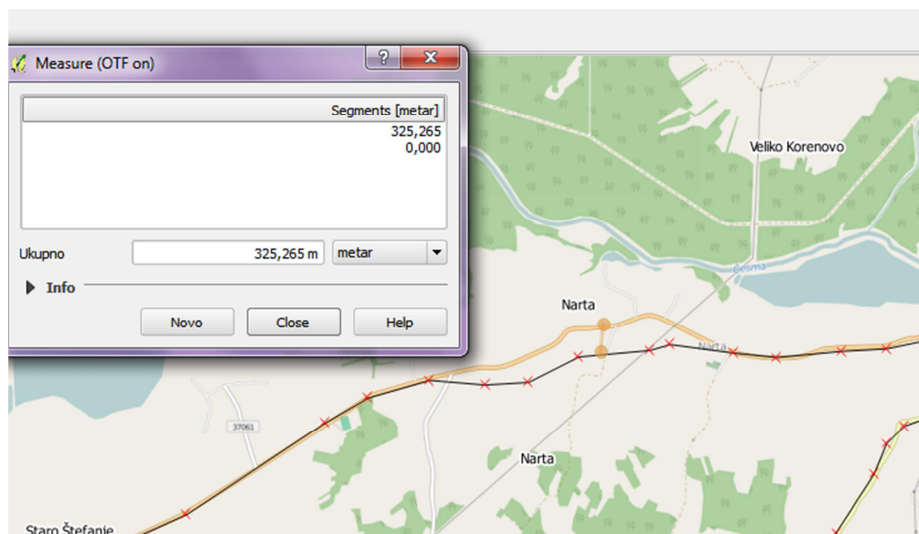 Measure (OTF on)
Segments [metar]
325,265
0,000
Ukupno 325,265 m metar
Info
Novo Close Help
Veliko Korenovo
Česma
Narta
Narta
37061
Narta
Staro Štefanje